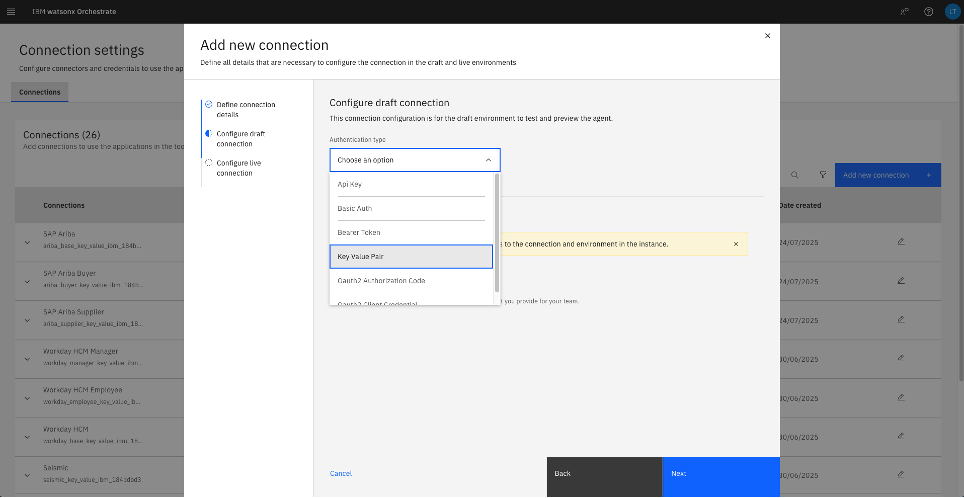 IBM watsonx Orchestrate
LT
Connection settings
Configure connectors and credentials to use the ap
Connections
Connections (26)
Add connections to use the applications in the too
Add new connection +
Connections
Date created
SAP Ariba
ariba_base_key_value_ibm_184b...
24/07/2025
SAP Ariba Buyer
24/07/2025
SAP Ariba Supplier
ariba_supplier_key_value_ibm_18...
24/07/2025
Workday HCM Manager
workday_manager_key_value_ibm...
30/06/2025
Workday HCM Employee
workday_employee_key_value_ib...
30/06/2025
Workday HCM
workday_base_key_value_ibm_18...
30/06/2025
Seismic
seismic_key_value_ibm_184bdbd3
30/06/2025
Add new connection
Define all details that are necessary to configure the connection in the draft and live environments
Define connection
details
Configure draft
connection
Configure live
connection
Configure draft connection
This connection configuration is for the draft environment to test and preview the agent.
Authentication type
Choose an option
Api Key
Basic Auth
Bearer Token
Key Value Pair
Oauth2 Authorization Code
Oauth2 Client Credential
s to the connection and environment in the instance.
you provide for your team.
Cancel
Back
Next